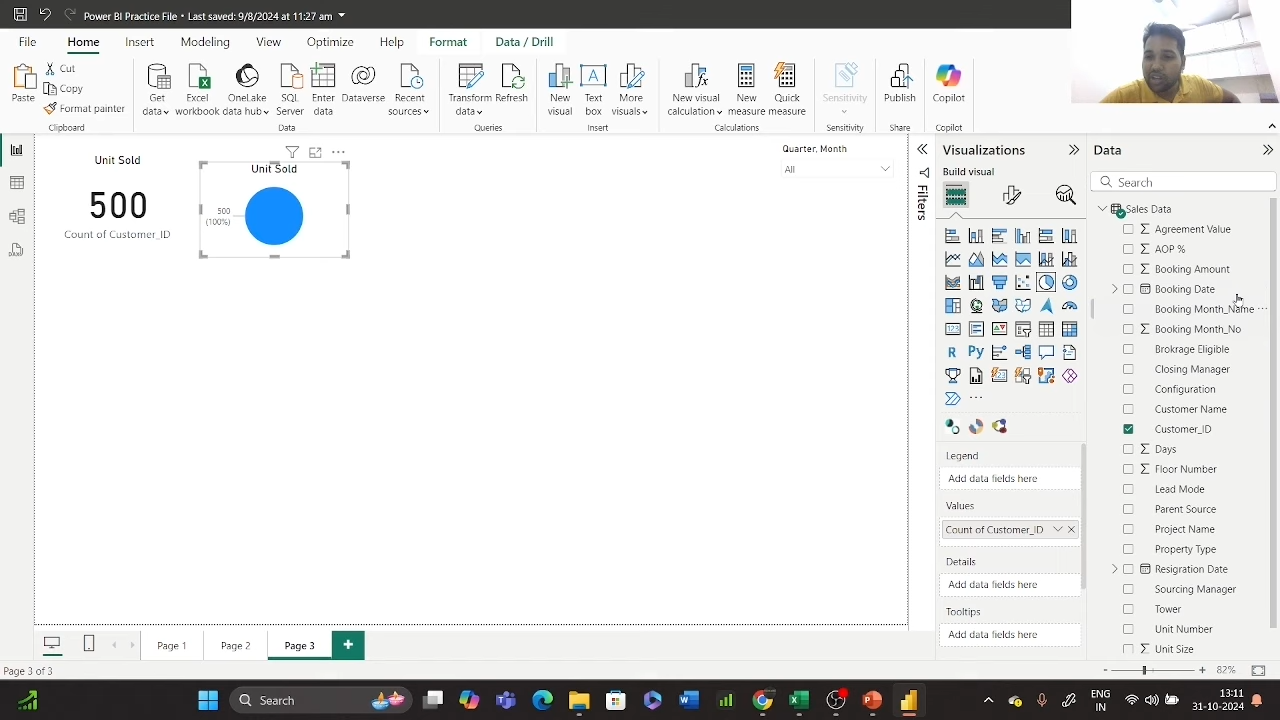 Power BI Practice File • Last saved: 9/8/2024 at 11:27 am
File Home Insert Modeling View Optimize Help Format Data / Drill
Paste
Cut
Copy
Format painter
Clipboard
Get data
Excel workbook
OneLake data hub
SQL Server
Enter data
Dataverse
Recent sources
Data
Transform data
Refresh
Queries
New visual
Text box
More visuals
Insert
New visual calculation
New measure
Quick measure
Calculations
Sensitivity
Sensitivity
Publish
Share
Copilot
Copilot
Unit Sold
500
Count of Customer_ID
Unit Sold
500
(100%)
Quarter, Month
All
Filters
Visualizations
Build visual
R Py
123
Legend
Add data fields here
Values
Count of Customer_ID
Details
Add data fields here
Tooltips
Add data fields here
Data
Search
Sales Data
Agreement Value
AOP %
Booking Amount
Booking Date
Booking Month_Name
Booking Month_No
Brokrage Eligible
Closing Manager
Configuration
Customer Name
Customer_ID
Days
Floor Number
Lead Mode
Parent Source
Project Name
Property Type
Resigration Date
Sourcing Manager
Tower
Unit Number
Unit Size
Page 1 Page 2 Page 3
Page 3 of 3
82%
Search
ENG
IN
13:11
31-10-2024